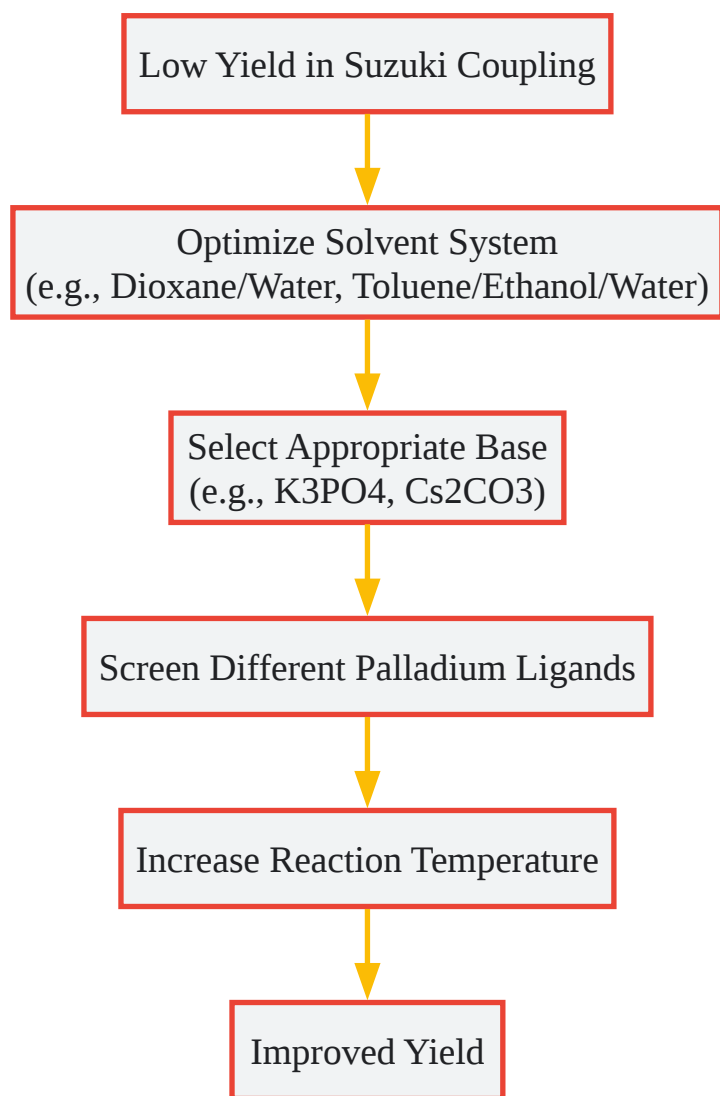 Low Yield in Suzuki Coupling
Optimize Solvent System
(e.g., Dioxane/Water, Toluene/Ethanol/Water)
Select Appropriate Base
(e.g., K3PO4, Cs2CO3)
Screen Different Palladium Ligands
Increase Reaction Temperature
Improved Yield